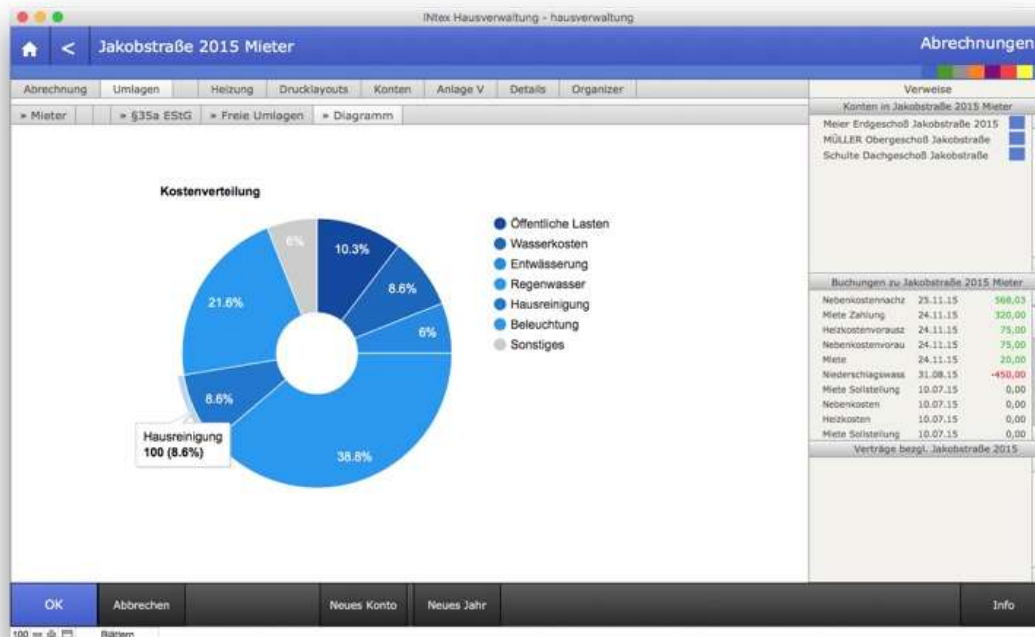 INtex Hausverwaltung - hausverwaltung
< Jakobstraße 2015 Mieter
Abrechnungen
Abrechnung Umlagen Heizung Drucklayouts Konten Anlage V Details Organizer
» Mieter » §35a EStG » Freie Umlagen » Diagramm
Kostenverteilung
10.3%
8.6%
6%
38.8%
8.6%
21.6%
6%
Hausreinigung
100 (8.6%)
Öffentliche Lasten
Wasserkosten
Entwässerung
Regenwasser
Hausreinigung
Beleuchtung
Sonstiges
Verweise
Konten in Jakobstraße 2015 Mieter
Meier Erdgeschoß Jakobstraße 2015
MÜLLER Obergeschoß Jakobstraße
Schulte Dachgeschoß Jakobstraße
Buchungen zu Jakobstraße 2015 Mieter
Nebenkostennachz 25.11.15 568,03
Miete Zahlung 24.11.15 320,00
Heizkostenvorausz 24.11.15 75,00
Nebenkostenvorau 24.11.15 75,00
Miete 24.11.15 20,00
Niederschlagswass 31.08.15 -450,00
Miete Sollstellung 10.07.15 0,00
Nebenkosten 10.07.15 0,00
Heizkosten 10.07.15 0,00
Miete Sollstellung 10.07.15 0,00
Verträge bezgl. Jakobstraße 2015
OK Abbrechen Neues Konto Neues Jahr Info
100 Blättern